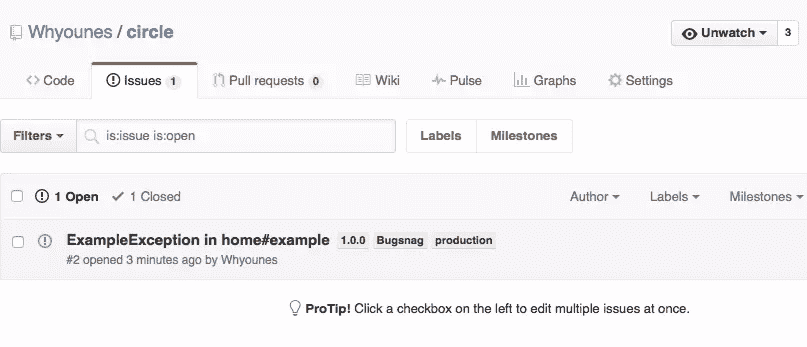 Whyounes / circle
Unwatch 3
Code Issues 1 Pull requests 0 Wiki Pulse Graphs Settings
Filters is:issue is:open Labels Milestones
1 Open 1 Closed Author Labels Milestones
ExampleException in home#example 1.0.0 Bugsnag production
#2 opened 3 minutes ago by Whyounes
ProTip! Click a checkbox on the left to edit multiple issues at once.